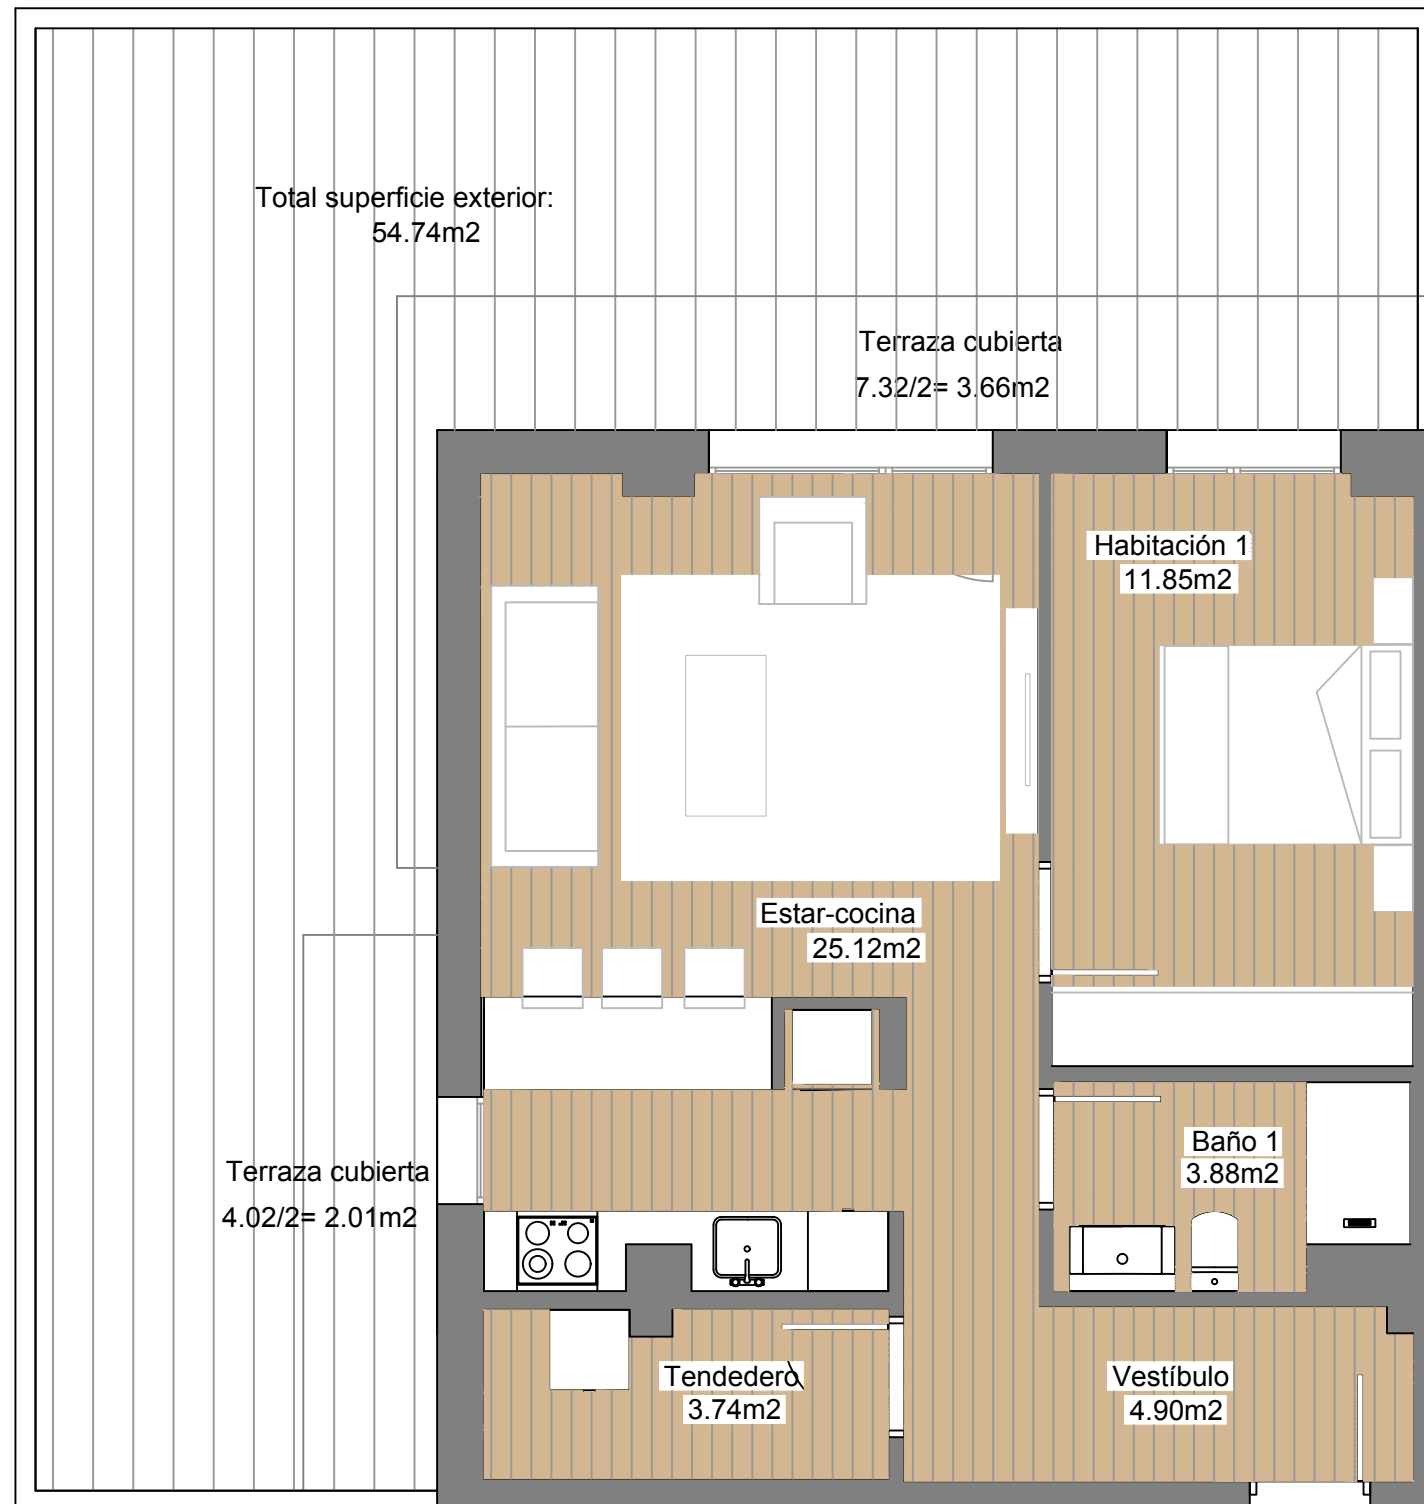 Total superficie exterior:
54.74m2
Terraza cubierta
7.32/2= 3.66m2
Habitación 1
11.85m2
Estar-cocina
25.12m2
Terraza cubierta
4.02/2= 2.01m2
Baño 1
3.88m2
Tendedero
3.74m2
Vestíbulo
4.90m2